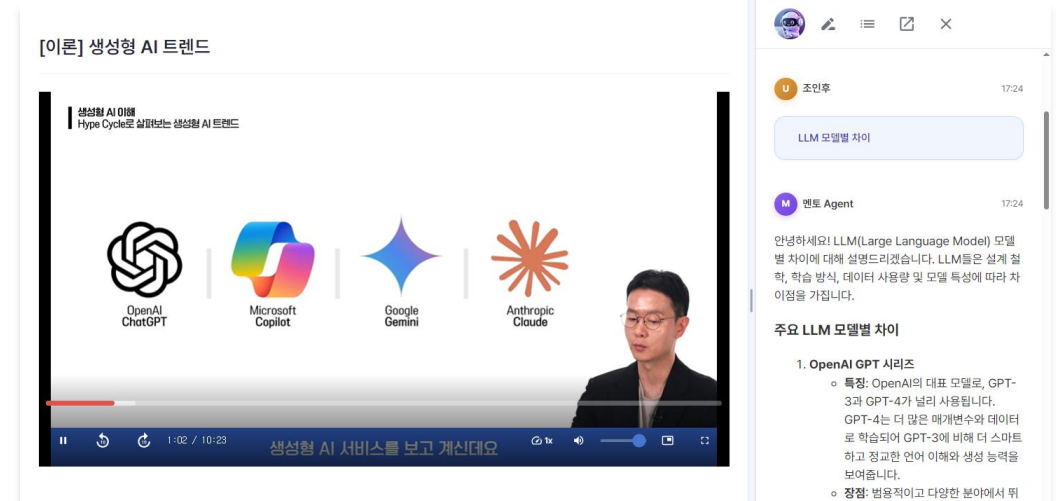 [이론] 생성형 AI 트렌드
생성형 AI 이해
Hype Cycle로 살펴보는 생성형 AI 트렌드
OpenAI
ChatGPT
Microsoft
Copilot
Google
Gemini
Anthropic
Claude
1:02 / 10:23
생성형 AI 서비스를 보고 계신데요
1x
U 조인후 17:24
LLM 모델별 차이
M 멘토 Agent 17:24
안녕하세요! LLM(Large Language Model) 모델
별 차이에 대해 설명드리겠습니다. LLM들은 설계 철
학, 학습 방식, 데이터 사용량 및 모델 특성에 따라 차
이점을 가집니다.
주요 LLM 모델별 차이
1. OpenAI GPT 시리즈
특징: OpenAI의 대표 모델로, GPT-
3과 GPT-4가 널리 사용됩니다.
GPT-4는 더 많은 매개변수와 데이터
로 학습되어 GPT-3에 비해 더 스마트
하고 정교한 언어 이해와 생성 능력을
보여줍니다.
장점: 범용적이고 다양한 분야에서 뛰